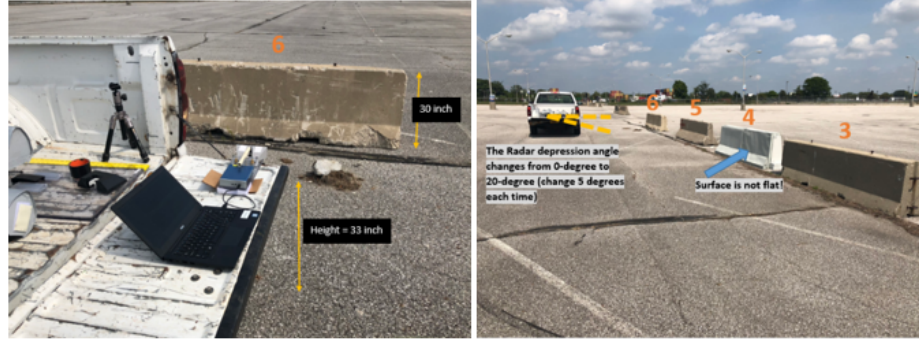 6
30 inch
Height = 33 inch
6
5
4
3
The Radar depression angle
changes from 0-degree to
20-degree (change 5 degrees
each time)
Surface is not flat!